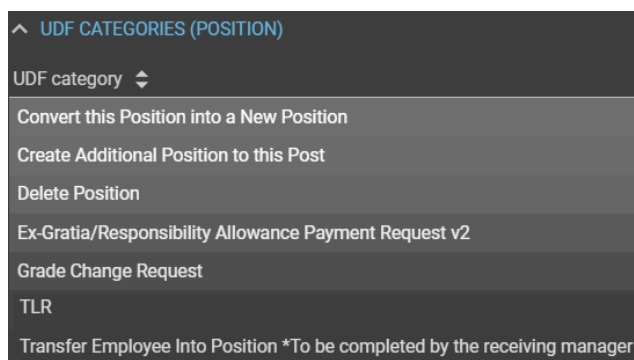 UDF CATEGORIES (POSITION)
UDF category
Convert this Position into a New Position
Create Additional Position to this Post
Delete Position
Ex-Gratia/Responsibility Allowance Payment Request v2
Grade Change Request
TLR
Transfer Employee Into Position *To be completed by the receiving manager